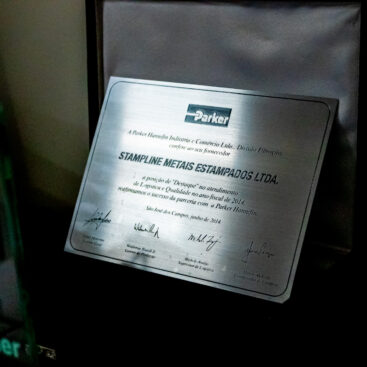 Parker
A Parker Hannifin Indústria e Comércio Ltda., Divisão Filtração,
confere ao seu fornecedor
STAMPLINE METAIS ESTAMPADOS LTDA.
a posição de "Destaque" no atendimento
de Logística e Qualidade no ano fiscal de 2014,
reafirmamos o sucesso da parceria com a Parker Hannifin.
São José dos Campos, junho de 2014.
er